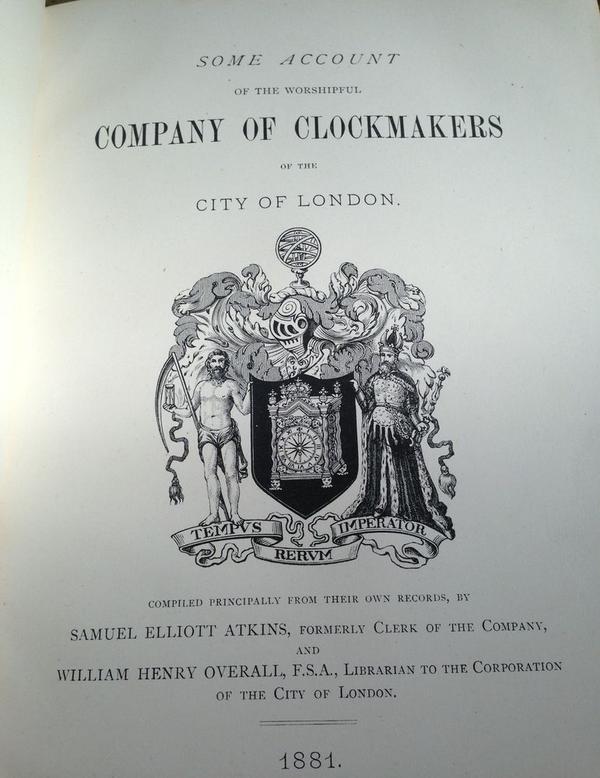 SOME ACCOUNT
OF THE WORSHIPFUL
COMPANY OF CLOCKMAKERS
OF THE
CITY OF LONDON.
TEMPVS
RERVM
IMPERATOR
COMPILED PRINCIPALLY FROM THEIR OWN RECORDS, BY
SAMUEL ELLIOTT ATKINS, FORMERLY CLERK OF THE COMPANY,
AND
WILLIAM HENRY OVERALL, F.S.A., LIBRARIAN TO THE CORPORATION
OF THE CITY OF LONDON.
1881.